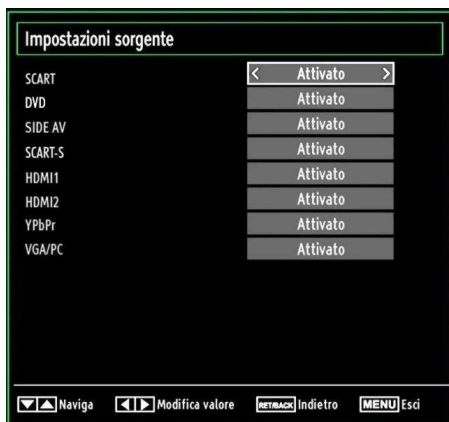 Impostazioni sorgente
SCART < Attivato >
DVD Attivato
SIDE AV Attivato
SCART-S Attivato
HDMI1 Attivato
HDMI2 Attivato
YPbPr Attivato
VGA/PC Attivato
Naviga Modifica valore RET/BACK Indietro MENU Esci